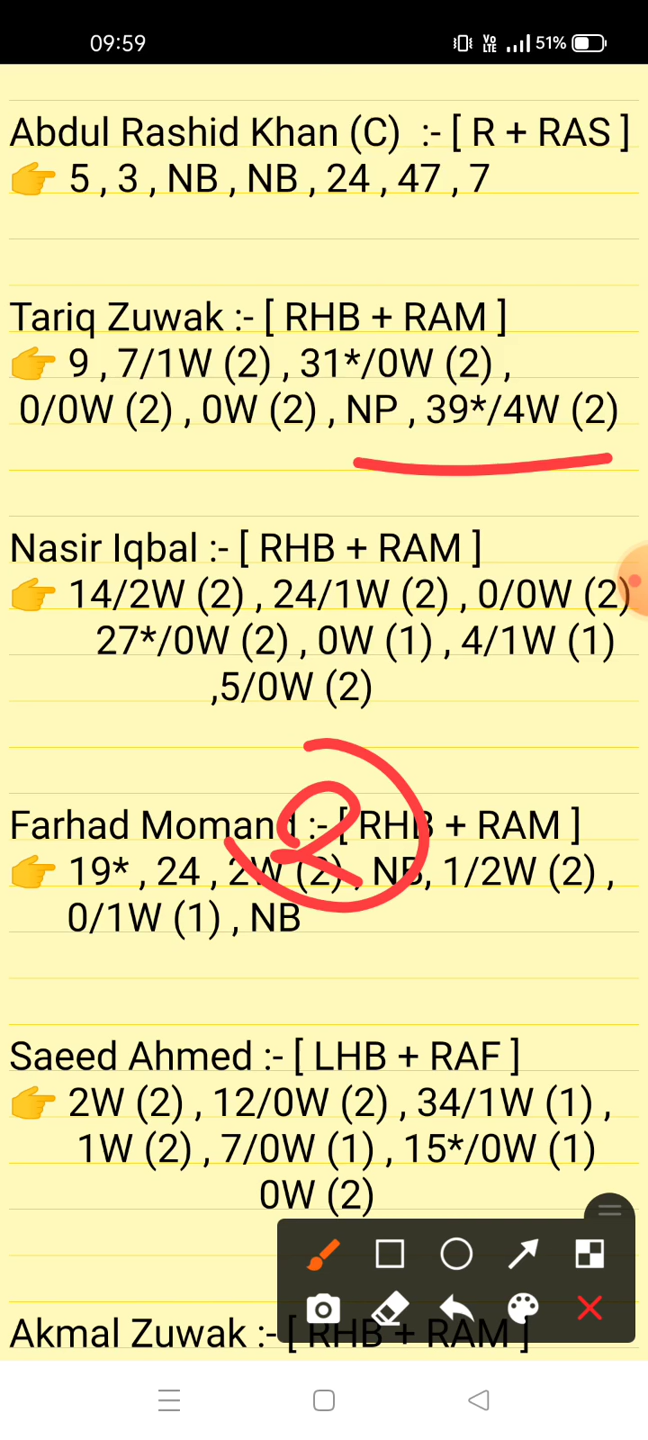 09:59 Vo LTE 51%
Abdul Rashid Khan (C) :- [ R + RAS ]
👉 5 , 3 , NB , NB , 24 , 47 , 7
Tariq Zuwak :- [ RHB + RAM ]
👉 9 , 7/1W (2) , 31*/0W (2) ,
0/0W (2) , 0W (2) , NP , 39*/4W (2)
Nasir Iqbal :- [ RHB + RAM ]
👉 14/2W (2) , 24/1W (2) , 0/0W (2)
27*/0W (2) , 0W (1) , 4/1W (1)
,5/0W (2)
2
Farhad Momand :- [ RHB + RAM ]
👉 19* , 24 , 2W (2) , NB, 1/2W (2) ,
0/1W (1) , NB
Saeed Ahmed :- [ LHB + RAF ]
👉 2W (2) , 12/0W (2) , 34/1W (1) ,
1W (2) , 7/0W (1) , 15*/0W (1)
0W (2)
Akmal Zuwak :- [ RHB + RAM ]